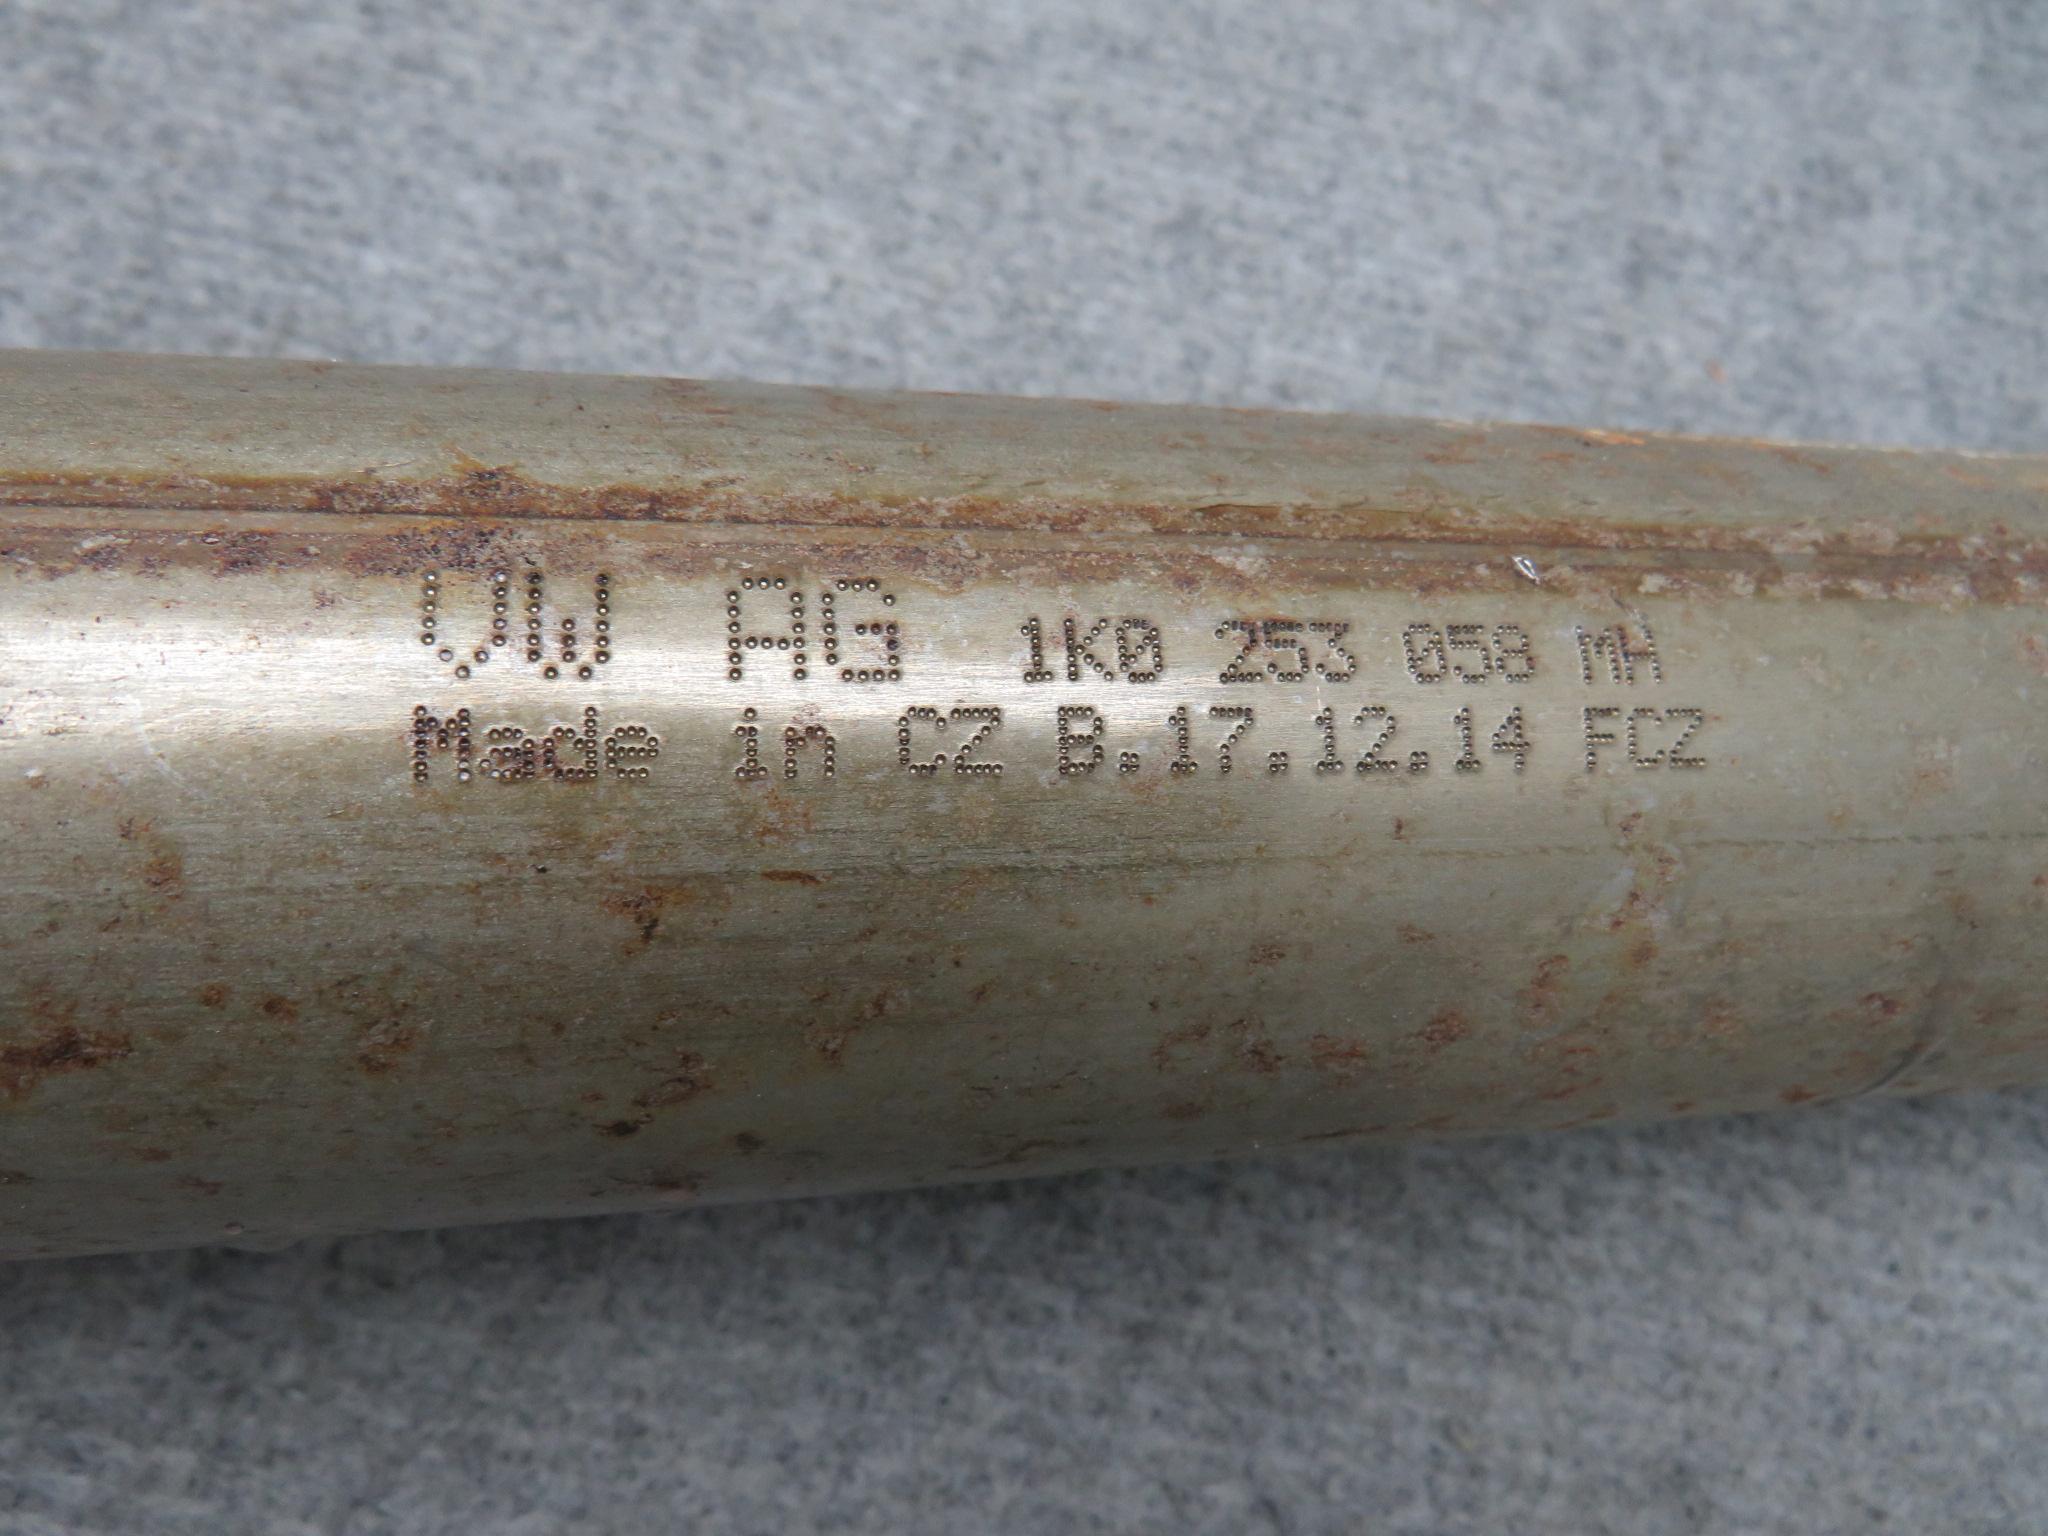 VW AG 1K0 253 058 MH
Made in CZ B.17.12.14 FCZ